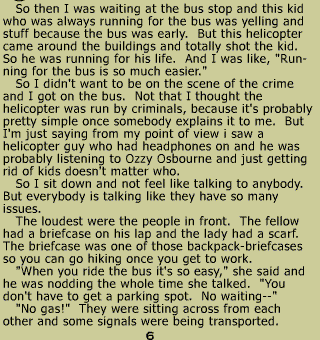 So then I was waiting at the bus stop and this kid
who was always running for the bus was yelling and
stuff because the bus was early.  But this helicopter
came around the buildings and totally shot the kid.
So he was running for his life.  And I was like, "Run-
ning for the bus is so much easier."
So I didn't want to be on the scene of the crime
and I got on the bus.  Not that I thought the
helicopter was run by criminals, because it's probably
pretty simple once somebody explains it to me.  But
I'm just saying from my point of view i saw a
helicopter guy who had headphones on and he was
probably listening to Ozzy Osbourne and just getting
rid of kids doesn't matter who.
So I sit down and not feel like talking to anybody.
But everybody is talking like they have so many
issues.
The loudest were the people in front.  The fellow
had a briefcase on his lap and the lady had a scarf.
The briefcase was one of those backpack-briefcases
so you can go hiking once you get to work.
"When you ride the bus it's so easy," she said and
he was nodding the whole time she talked.  "You
don't have to get a parking spot.  No waiting--"
"No gas!"  They were sitting across from each
other and some signals were being transported.
6